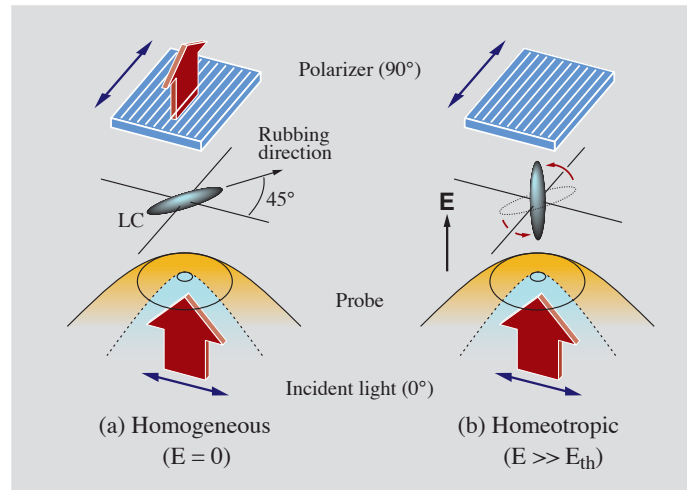 Polarizer (90°)
Rubbing
direction
45°
LC
E
Probe
Incident light (0°)
(a) Homogeneous
(E = 0)
(b) Homeotropic
(E >> Eth)